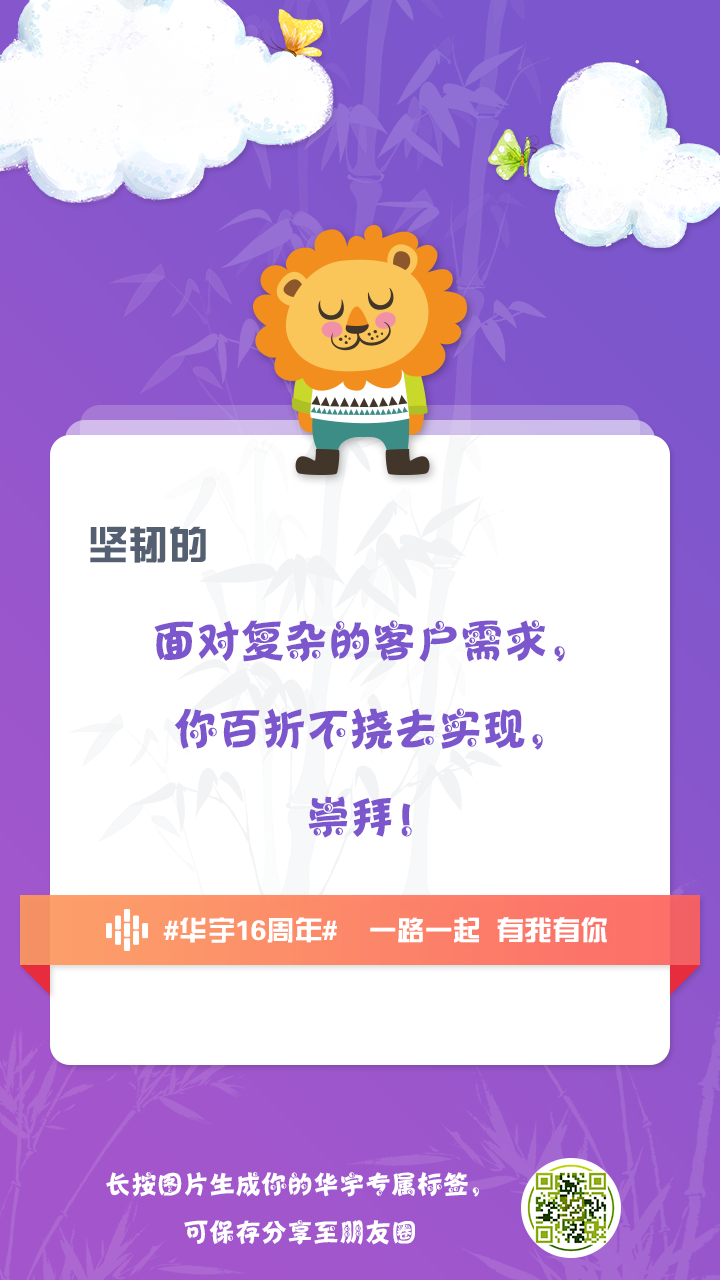 坚韧的
面对复杂的客户需求，
你百折不挠去实现，
崇拜！
#华宇16周年# 一路一起 有我有你
长按图片生成你的华宇专属标签，
可保存分享至朋友圈